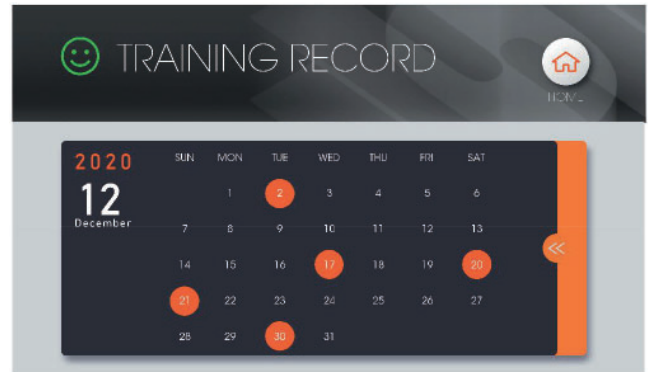 TRAINING RECORD
HOME
2020
12
December
SUN MON TUE WED THU FRI SAT
1 2 3 4 5 6
7 8 9 10 11 12 13
14 15 16 17 18 19 20
21 22 23 24 25 26 27
28 29 30 31